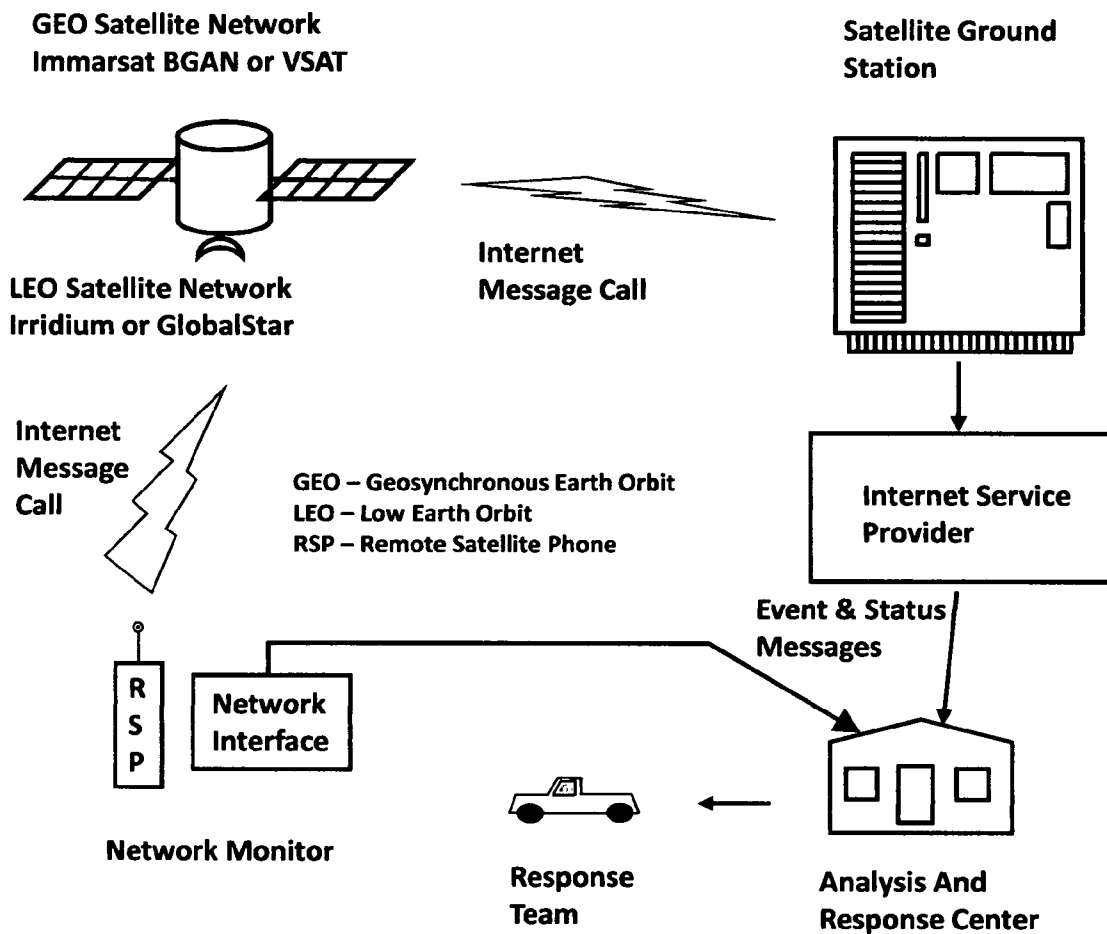 GEO Satellite Network
Immarsat BGAN or VSAT
Satellite Ground
Station
Internet
Message Call
LEO Satellite Network
Irridium or GlobalStar
Internet
Message
Call
GEO – Geosynchronous Earth Orbit
LEO – Low Earth Orbit
RSP – Remote Satellite Phone
Internet Service
Provider
Event & Status
Messages
R
S
P
Network
Interface
Network Monitor
Response
Team
Analysis And
Response Center